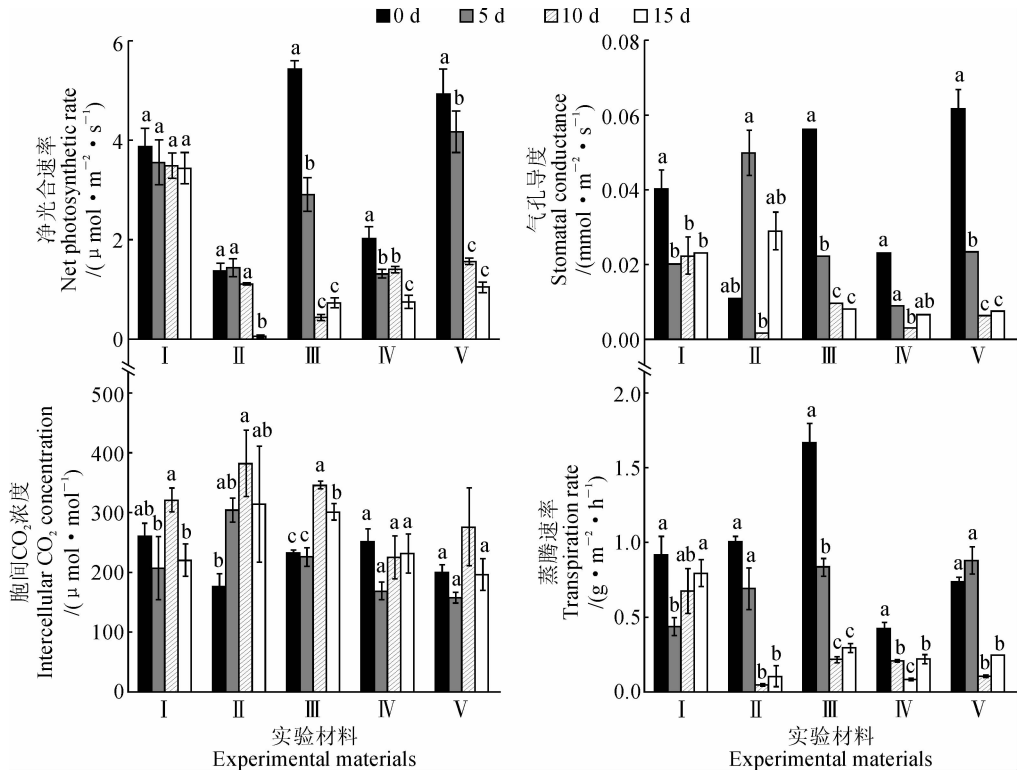 0 d 5 d 10 d 15 d
净光合速率
Net photosynthetic rate
/(μ mol·m⁻²·s⁻¹)
6
4
2
0
a a a a
a a a b
a b c c
a b b c
a b c c
Ⅰ Ⅱ Ⅲ Ⅳ Ⅴ
气孔导度
Stomatal conductance
/(mmol·m⁻²·s⁻¹)
0.08
0.06
0.04
0.02
0.00
a b b b
ab a b ab
a b c c
a a b ab
a b c c
Ⅰ Ⅱ Ⅲ Ⅳ Ⅴ
胞间CO₂浓度
Intercellular CO₂ concentration
/(μ mol·mol⁻¹)
500
400
300
200
100
0
ab b a b
b ab a ab
c c a b
a a a a
a a a
Ⅰ Ⅱ Ⅲ Ⅳ Ⅴ
实验材料
Experimental materials
蒸腾速率
Transpiration rate
/(g·m⁻²·h⁻¹)
2.0
1.5
1.0
0.5
0.0
a b ab a
a a b b
a b c c
a b c b
a a b b
Ⅰ Ⅱ Ⅲ Ⅳ Ⅴ
实验材料
Experimental materials